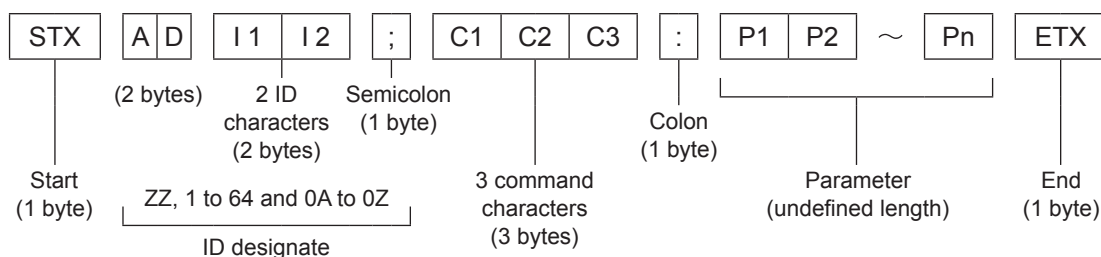 STX A D I 1 I 2 ; C1 C2 C3 : P1 P2 ～ Pn ETX
(2 bytes) 2 ID Semicolon
characters (1 byte)
(2 bytes)
Colon
(1 byte)
Start 3 command Parameter End
(1 byte) ZZ, 1 to 64 and 0A to 0Z characters (undefined length) (1 byte)
(3 bytes)
ID designate